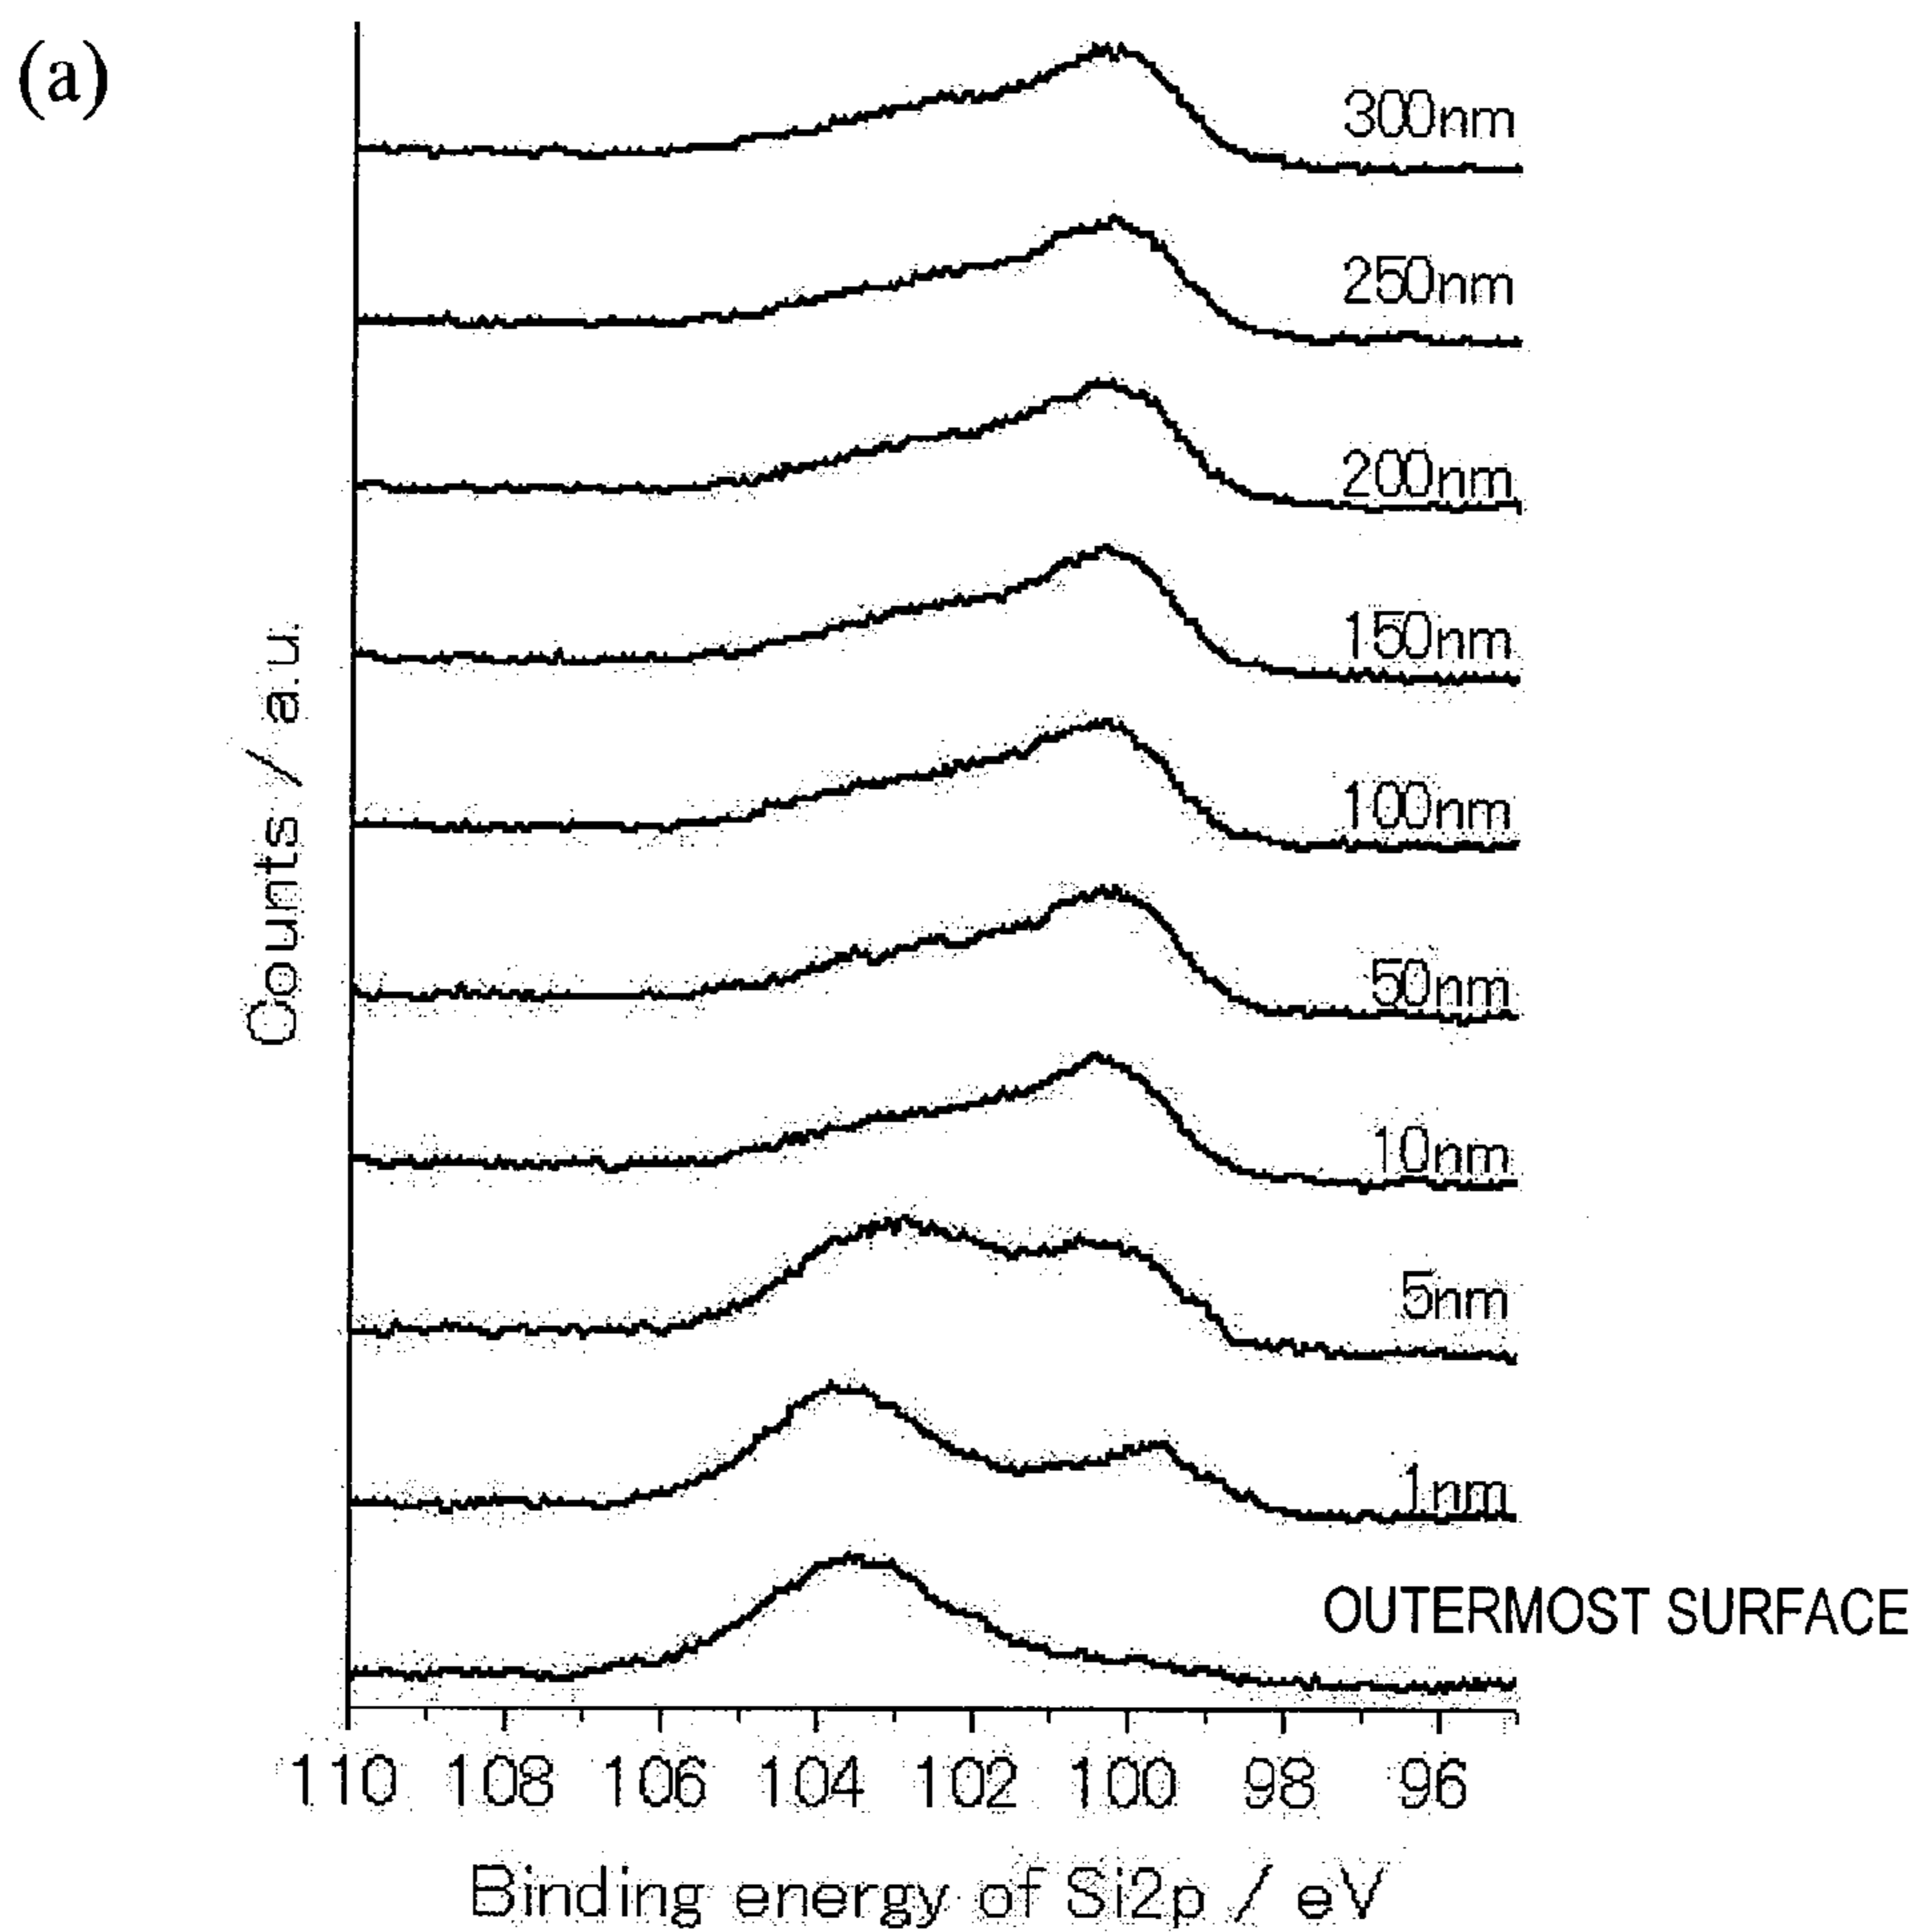 (a)
300nm
250nm
200nm
150nm
100nm
50nm
10nm
5nm
1nm
OUTERMOST SURFACE
Counts / a.u.
110 108 106 104 102 100 98 96
Binding energy of Si2p / eV